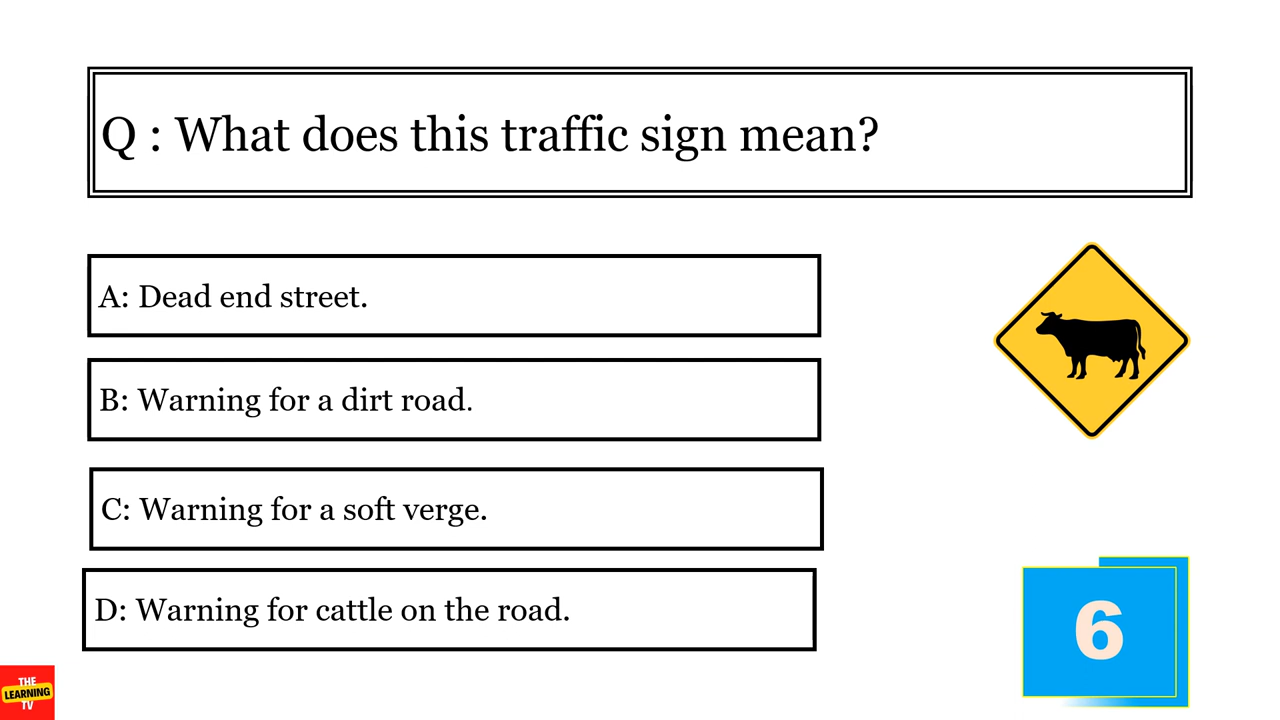 Q : What does this traffic sign mean?
A: Dead end street.
B: Warning for a dirt road.
C: Warning for a soft verge.
D: Warning for cattle on the road.
6
THE
LEARNING
TV